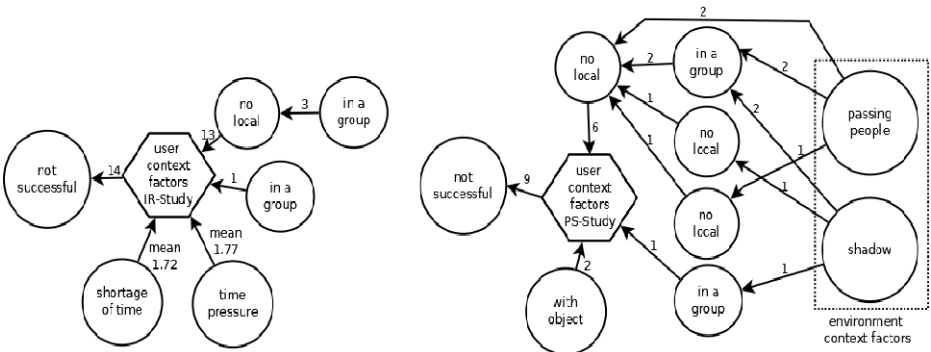 no
local
3
in a
group
13
not
successful
14
user
context
factors
IR-Study
1
in a
group
mean
1.72
mean
1.77
shortage
of time
time
pressure
2
no
local
2
in a
group
2
passing
people
1
no
local
2
6
1
1
1
no
local
not
successful
9
user
context
factors
PS-Study
shadow
1
1
2
with
object
in a
group
environment
context factors